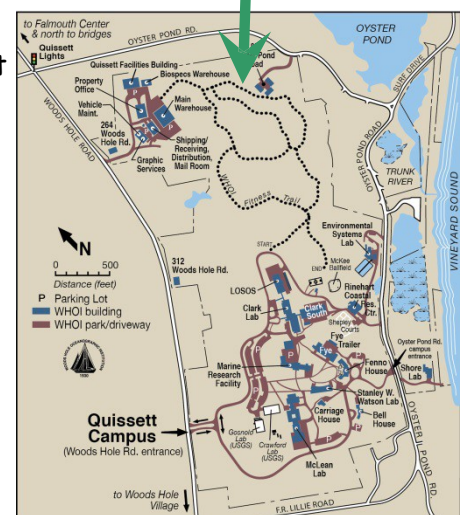 to Falmouth Center
& north to bridges
OYSTER POND RD.
OYSTER
POND
Quissett
Lights
Quissett Facilities Building
Biospecs Warehouse
Pond
Property
Office
Main
Warehouse
Vehicle
Maint.
264
Woods
Hole Rd.
Shipping/
Receiving,
Distribution,
Mail Room
Graphic
Services
SURF DRIVE
WOODS HOLE ROAD
OYSTER POND ROAD
TRUNK
RIVER
VINEYARD SOUND
WHOI
Fitness Trail
N
START
Environmental
Systems
Lab
McKee
Ballfield
END
0 500
Distance (feet)
312
Woods Hole Rd.
LOSOS
Rinehart
Coastal
Res.
Ctr.
P Parking Lot
WHOI building
WHOI park/driveway
Clark
Lab
Clark
South
Courts
Oyster Pond Rd.
campus
entrance
Trailer
Fye
Fenno
House
Shore
Lab
Marine
Research
Facility
Stanley W.
Watson Lab
Carriage
House
Bell
House
Quissett
Campus
(Woods Hole Rd. entrance)
Gosnold
Lab
(USGS)
Crawford
Lab
(USGS)
McLean
Lab
to Woods Hole
Village
F.R. LILLIE ROAD
OYSTER POND RD.